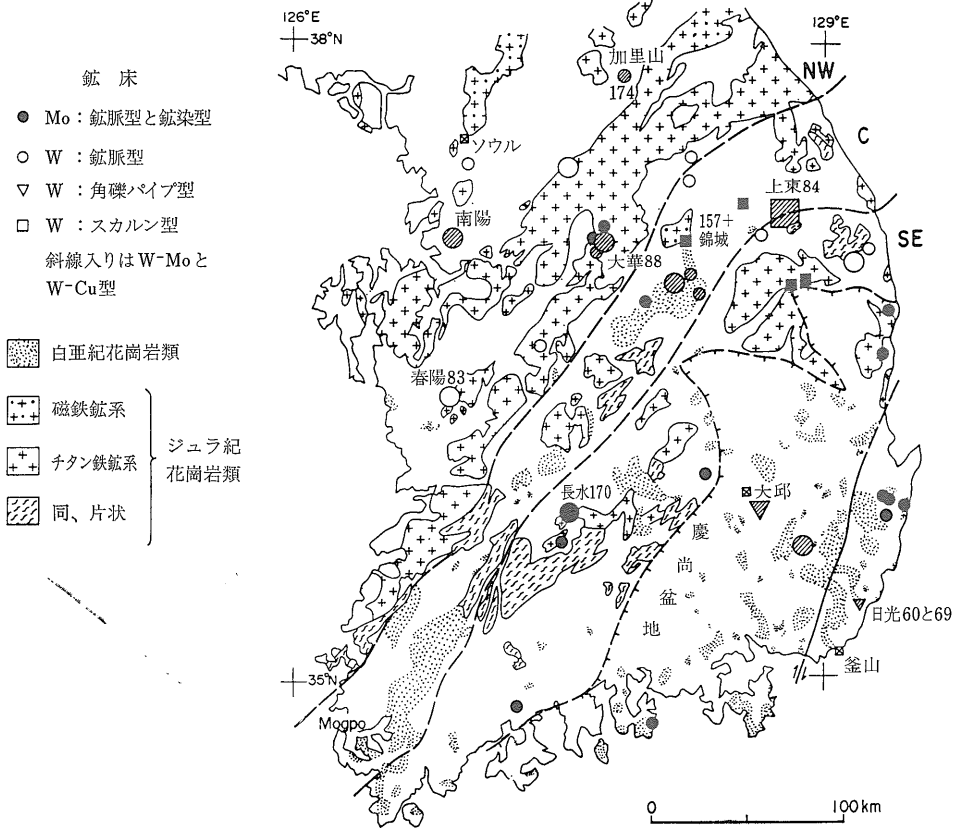 鉱床
Mo：鉱脈型と鉱染型
W：鉱脈型
W：角礫パイプ型
W：スカルン型
斜線入りはW-Moと
W-Cu型
白亜紀花崗岩類
磁鉄鉱系
チタン鉄鉱系
同、片状
ジュラ紀
花崗岩類
126°E
38°N
129°E
加里山
174
NW
C
ソウル
上東84
南陽
157+
錦城
SE
大華88
春陽83
長水170
大邱
慶尚盆地
日光60と69
釜山
35°N
Mogpo
0 100km